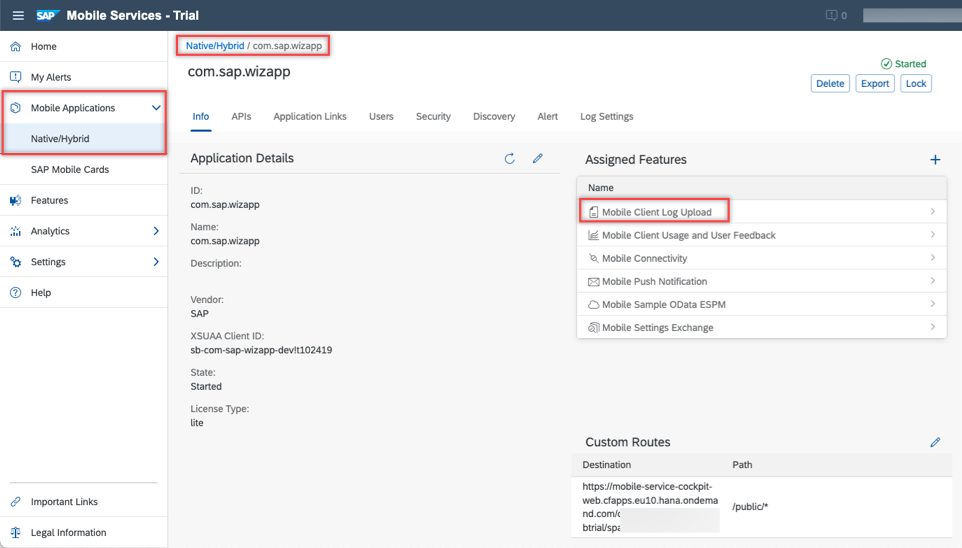 SAP Mobile Services - Trial
0
Home
My Alerts
Mobile Applications
Native/Hybrid
SAP Mobile Cards
Features
Analytics
Settings
Help
Important Links
Legal Information
Native/Hybrid / com.sap.wizapp
com.sap.wizapp
Started
Delete Export Lock
Info APIs Application Links Users Security Discovery Alert Log Settings
Application Details
ID:
com.sap.wizapp
Name:
com.sap.wizapp
Description:
Vendor:
SAP
XSUAA Client ID:
sb-com-sap-wizapp-dev!t102419
State:
Started
License Type:
lite
Assigned Features
Name
Mobile Client Log Upload
Mobile Client Usage and User Feedback
Mobile Connectivity
Mobile Push Notification
Mobile Sample OData ESPM
Mobile Settings Exchange
Custom Routes
Destination Path
https://mobile-service-cockpit-
web.cfapps.eu10.hana.ondema
nd.com/
btrial/spa
/public/*